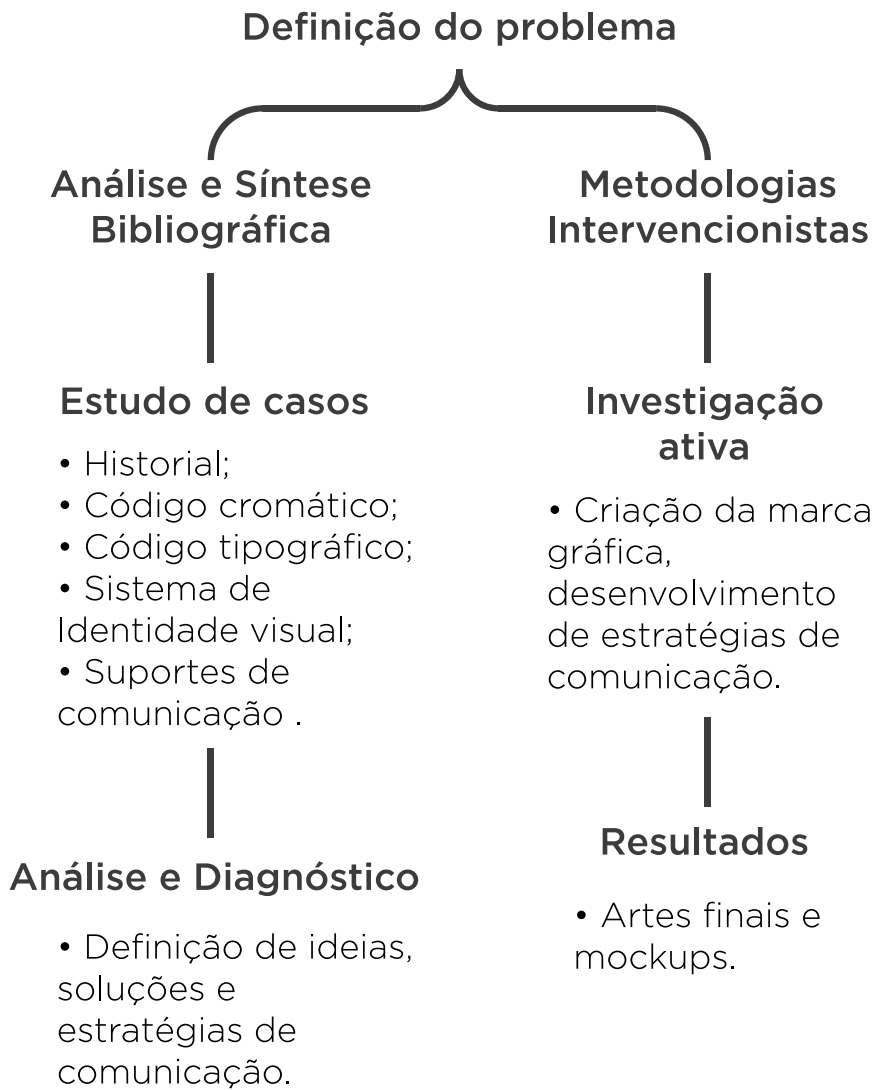 Definição do problema
Análise e Síntese
Bibliográfica
Estudo de casos
• Historial;
• Código cromático;
• Código tipográfico;
• Sistema de
Identidade visual;
• Suportes de
comunicação .
Análise e Diagnóstico
• Definição de ideias,
soluções e
estratégias de
comunicação.
Metodologias
Intervencionistas
Investigação
ativa
• Criação da marca
gráfica,
desenvolvimento
de estratégias de
comunicação.
Resultados
• Artes finais e
mockups.